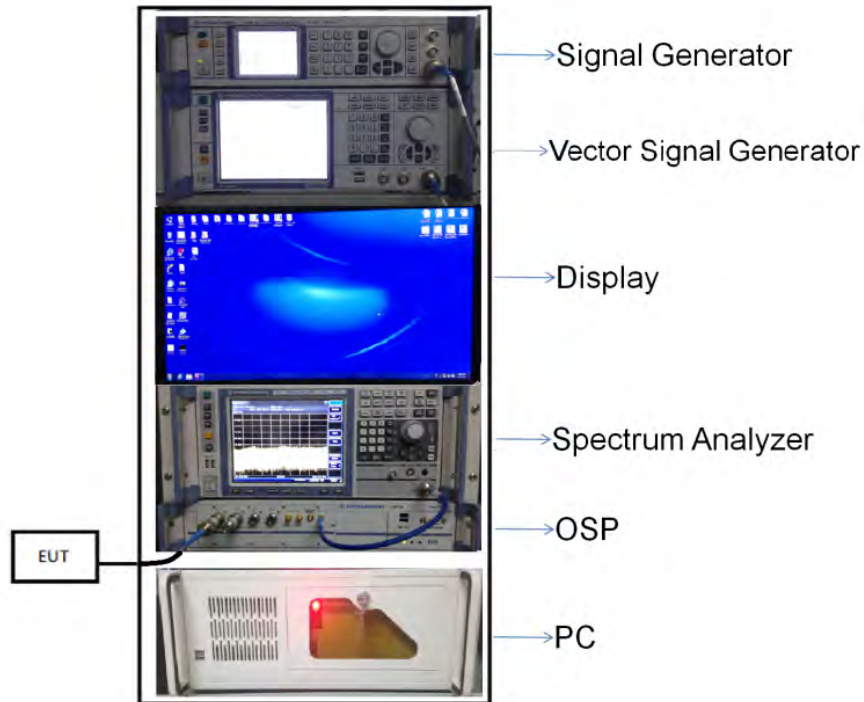 Signal Generator
Vector Signal Generator
Display
Spectrum Analyzer
OSP
EUT
PC